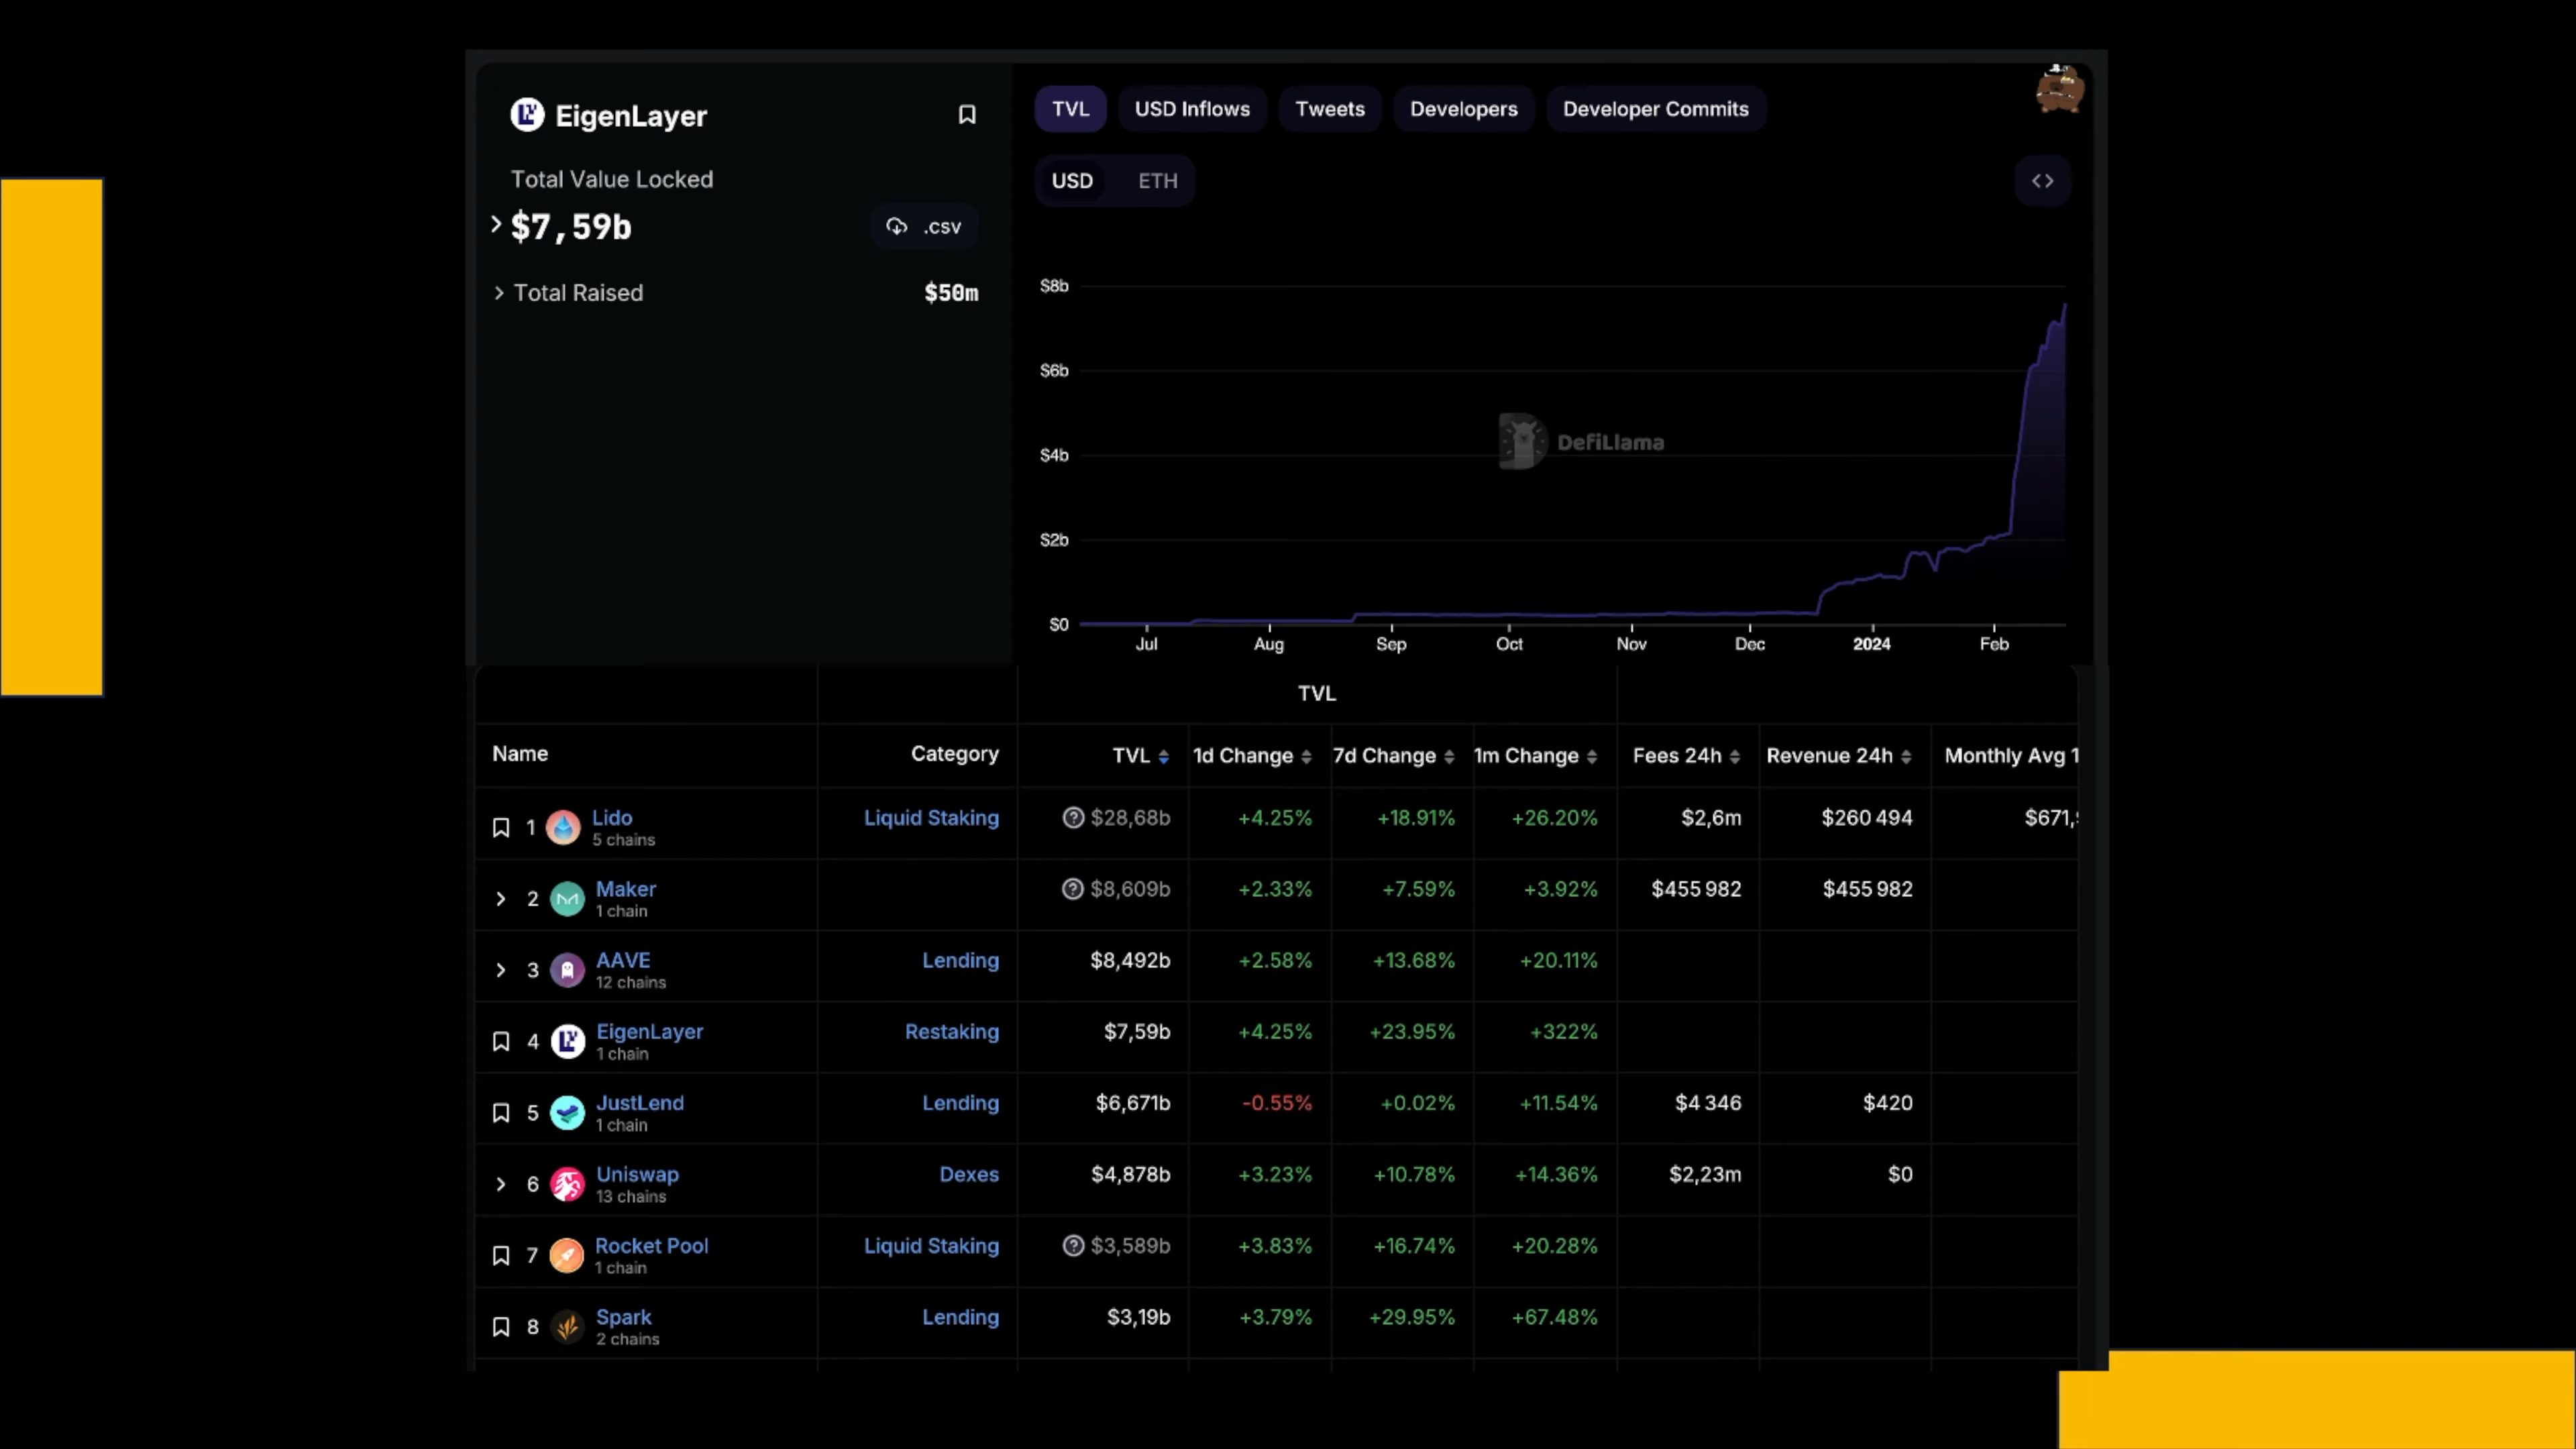 EigenLayer
Total Value Locked
$7,59b
.csv
Total Raised $50m
TVL USD Inflows Tweets Developers Developer Commits
USD ETH
$8b
$6b
$4b
$2b
$0
DefiLlama
Jul Aug Sep Oct Nov Dec 2024 Feb
TVL
Name Category TVL 1d Change 7d Change 1m Change Fees 24h Revenue 24h Monthly Avg 1
1 Lido Liquid Staking $28,68b +4.25% +18.91% +26.20% $2,6m $260 494 $671,
5 chains
2 Maker $8,609b +2.33% +7.59% +3.92% $455 982 $455 982
1 chain
3 AAVE Lending $8,492b +2.58% +13.68% +20.11%
12 chains
4 EigenLayer Restaking $7,59b +4.25% +23.95% +322%
1 chain
5 JustLend Lending $6,671b -0.55% +0.02% +11.54% $4 346 $420
1 chain
6 Uniswap Dexes $4,878b +3.23% +10.78% +14.36% $2,23m $0
13 chains
7 Rocket Pool Liquid Staking $3,589b +3.83% +16.74% +20.28%
1 chain
8 Spark Lending $3,19b +3.79% +29.95% +67.48%
2 chains